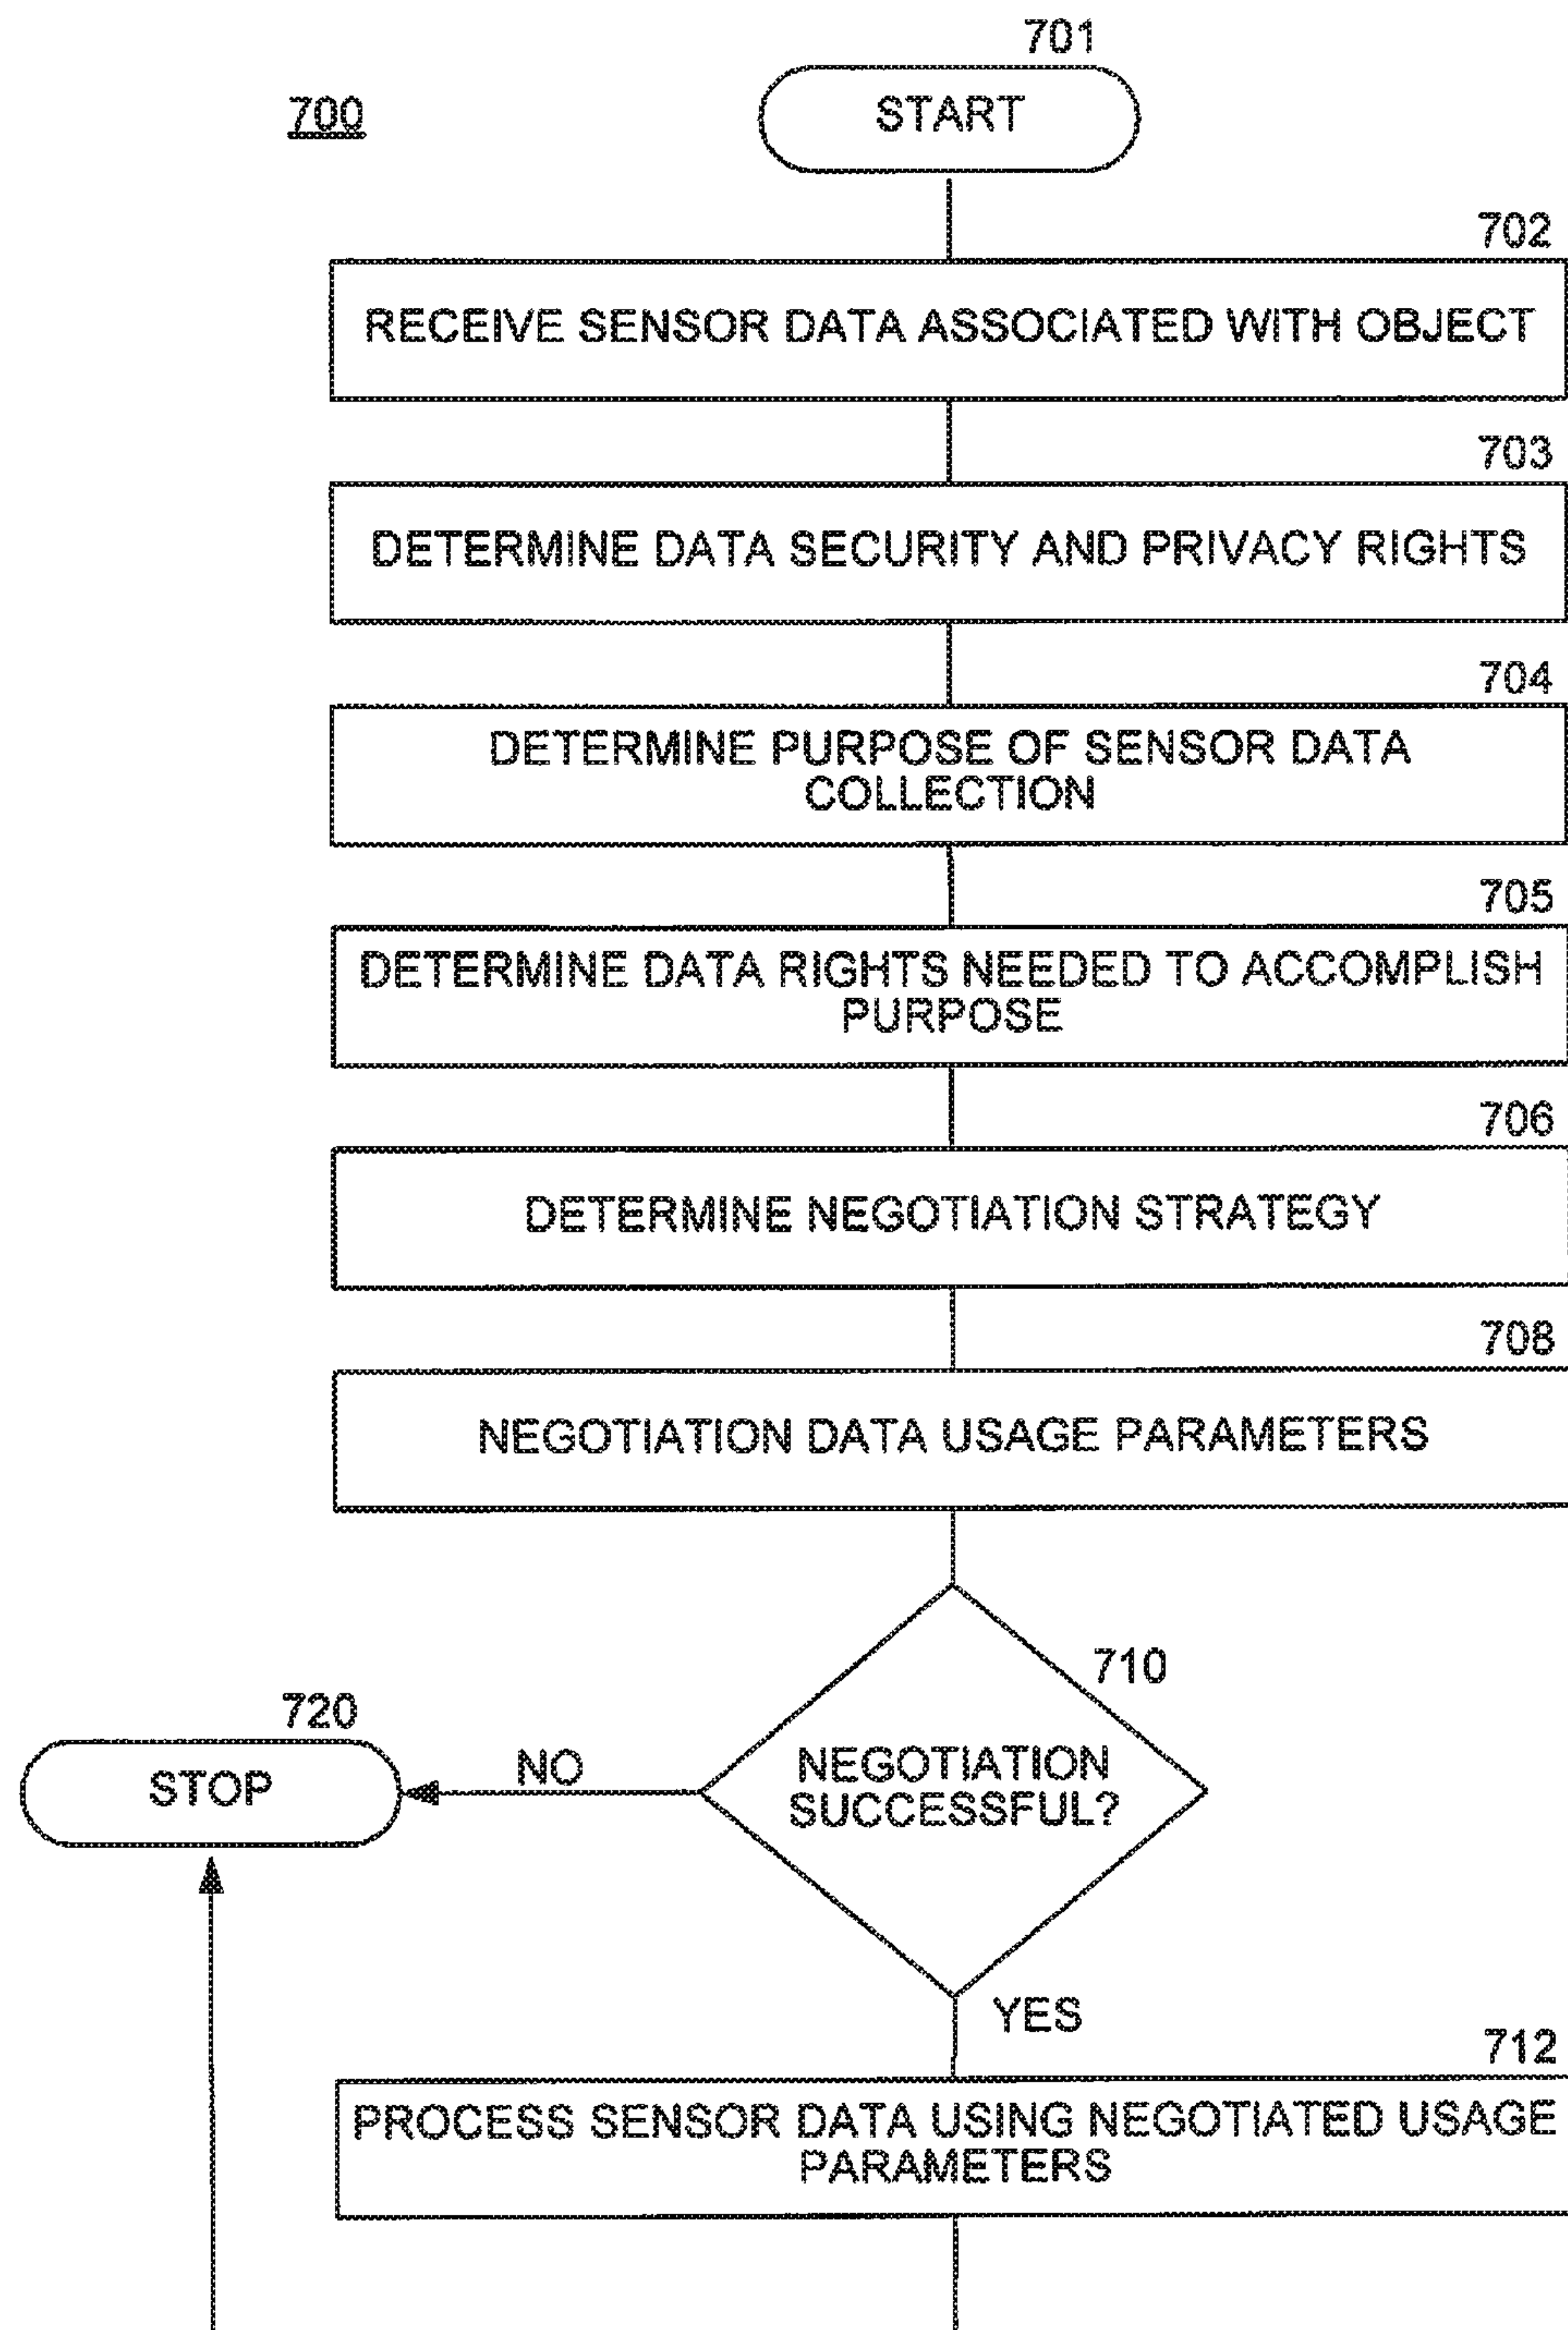 701
700
START
702
RECEIVE SENSOR DATA ASSOCIATED WITH OBJECT
703
DETERMINE DATA SECURITY AND PRIVACY RIGHTS
704
DETERMINE PURPOSE OF SENSOR DATA
COLLECTION
705
DETERMINE DATA RIGHTS NEEDED TO ACCOMPLISH
PURPOSE
706
DETERMINE NEGOTIATION STRATEGY
708
NEGOTIATION DATA USAGE PARAMETERS
710
720
STOP
NO
NEGOTIATION
SUCCESSFUL?
YES
712
PROCESS SENSOR DATA USING NEGOTIATED USAGE
PARAMETERS